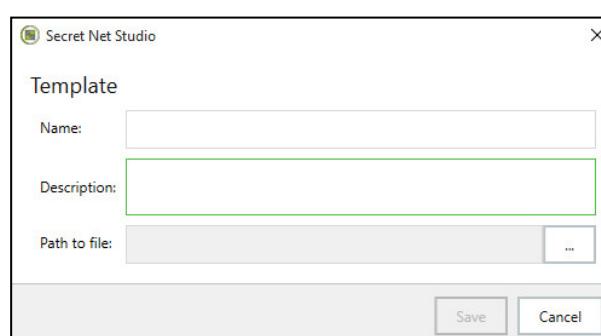 Secret Net Studio
Template
Name:
Description:
Path to file:
...
Save Cancel